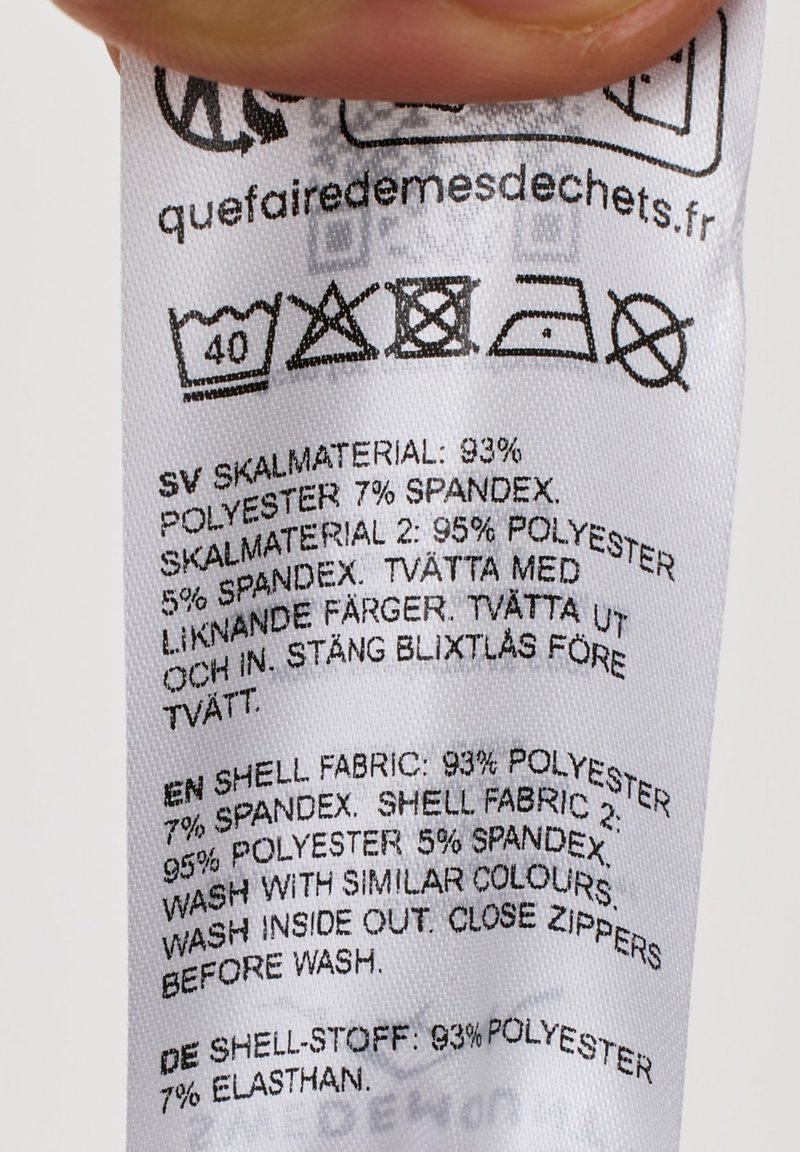 quefairedemesdechets.fr
40
SV SKALMATERIAL: 93%
POLYESTER 7% SPANDEX.
SKALMATERIAL 2: 95% POLYESTER
5% SPANDEX. TVÄTTA MED
LIKNANDE FÄRGER. TVÄTTA UT
OCH IN. STÄNG BLIXTLÅS FÖRE
TVÄTT.
EN SHELL FABRIC: 93% POLYESTER
7% SPANDEX. SHELL FABRIC 2:
95% POLYESTER 5% SPANDEX.
WASH WITH SIMILAR COLOURS.
WASH INSIDE OUT. CLOSE ZIPPERS
BEFORE WASH.
DE SHELL-STOFF: 93% POLYESTER
7% ELASTHAN.